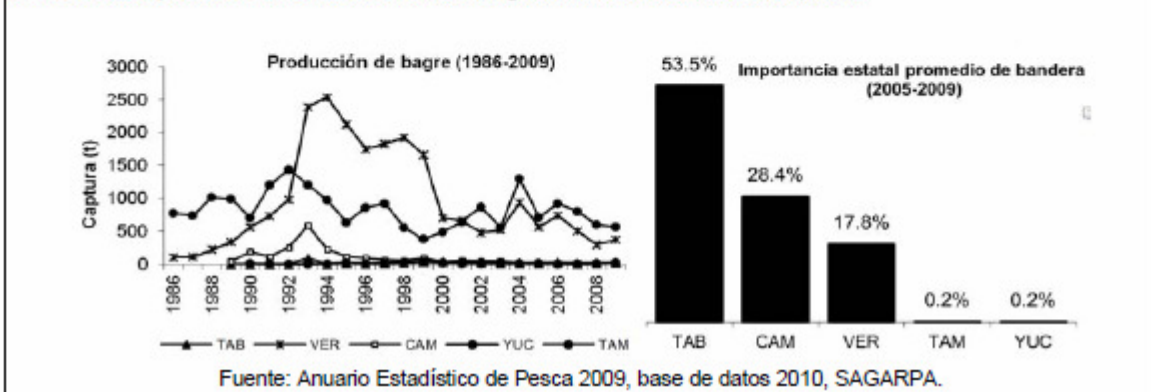 Producción de bagre (1986-2009)
Captura (t)
3000
2500
2000
1500
1000
500
0
1986
1988
1990
1992
1994
1996
1998
2000
2002
2004
2006
2008
TAB
VER
CAM
YUC
TAM
Importancia estatal promedio de bandera
(2005-2009)
53.5%
28.4%
17.8%
0.2%
0.2%
TAB
CAM
VER
TAM
YUC
Fuente: Anuario Estadístico de Pesca 2009, base de datos 2010, SAGARPA.